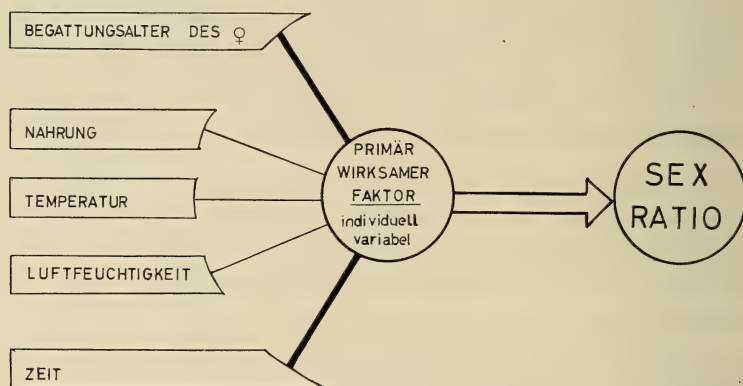 BEGATTUNGSALTER DES ♀
NAHRUNG
TEMPERATUR
LUFTFEUCHTIGKEIT
ZEIT
PRIMÄR
WIRKSAMER
FAKTOR
individuell
variabel
SEX
RATIO